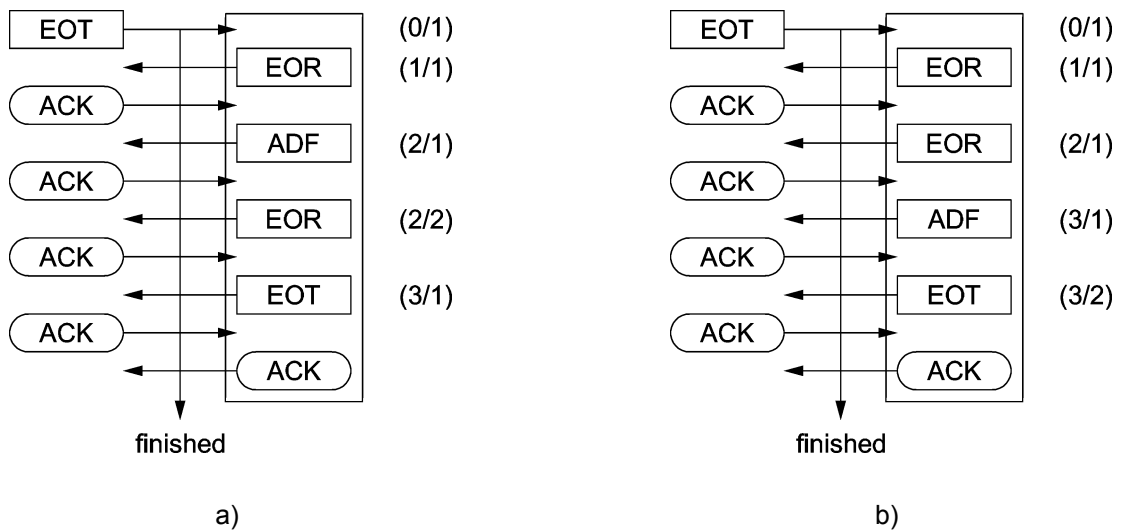 EOT (0/1)
EOR (1/1)
ACK
ADF (2/1)
ACK
EOR (2/2)
ACK
EOT (3/1)
ACK
ACK
finished
a)
EOT (0/1)
EOR (1/1)
ACK
EOR (2/1)
ACK
ADF (3/1)
ACK
EOT (3/2)
ACK
ACK
finished
b)